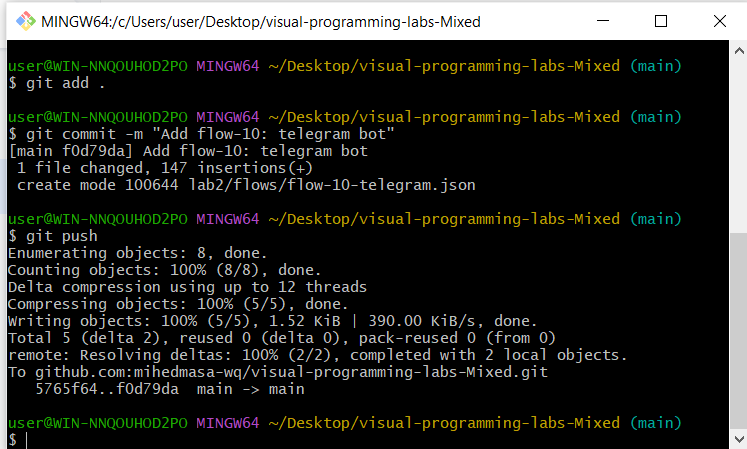 MINGW64:/c/Users/user/Desktop/visual-programming-labs-Mixed
user@WIN-NNQOUHOD2PO MINGW64 ~/Desktop/visual-programming-labs-Mixed (main)
$ git add .
user@WIN-NNQOUHOD2PO MINGW64 ~/Desktop/visual-programming-labs-Mixed (main)
$ git commit -m "Add flow-10: telegram bot"
[main f0d79da] Add flow-10: telegram bot
 1 file changed, 147 insertions(+)
 create mode 100644 lab2/flows/flow-10-telegram.json
user@WIN-NNQOUHOD2PO MINGW64 ~/Desktop/visual-programming-labs-Mixed (main)
$ git push
Enumerating objects: 8, done.
Counting objects: 100% (8/8), done.
Delta compression using up to 12 threads
Compressing objects: 100% (5/5), done.
Writing objects: 100% (5/5), 1.52 KiB | 390.00 KiB/s, done.
Total 5 (delta 2), reused 0 (delta 0), pack-reused 0 (from 0)
remote: Resolving deltas: 100% (2/2), completed with 2 local objects.
To github.com:mihedmasa-wq/visual-programming-labs-Mixed.git
   5765f64..f0d79da  main -> main
user@WIN-NNQOUHOD2PO MINGW64 ~/Desktop/visual-programming-labs-Mixed (main)
$